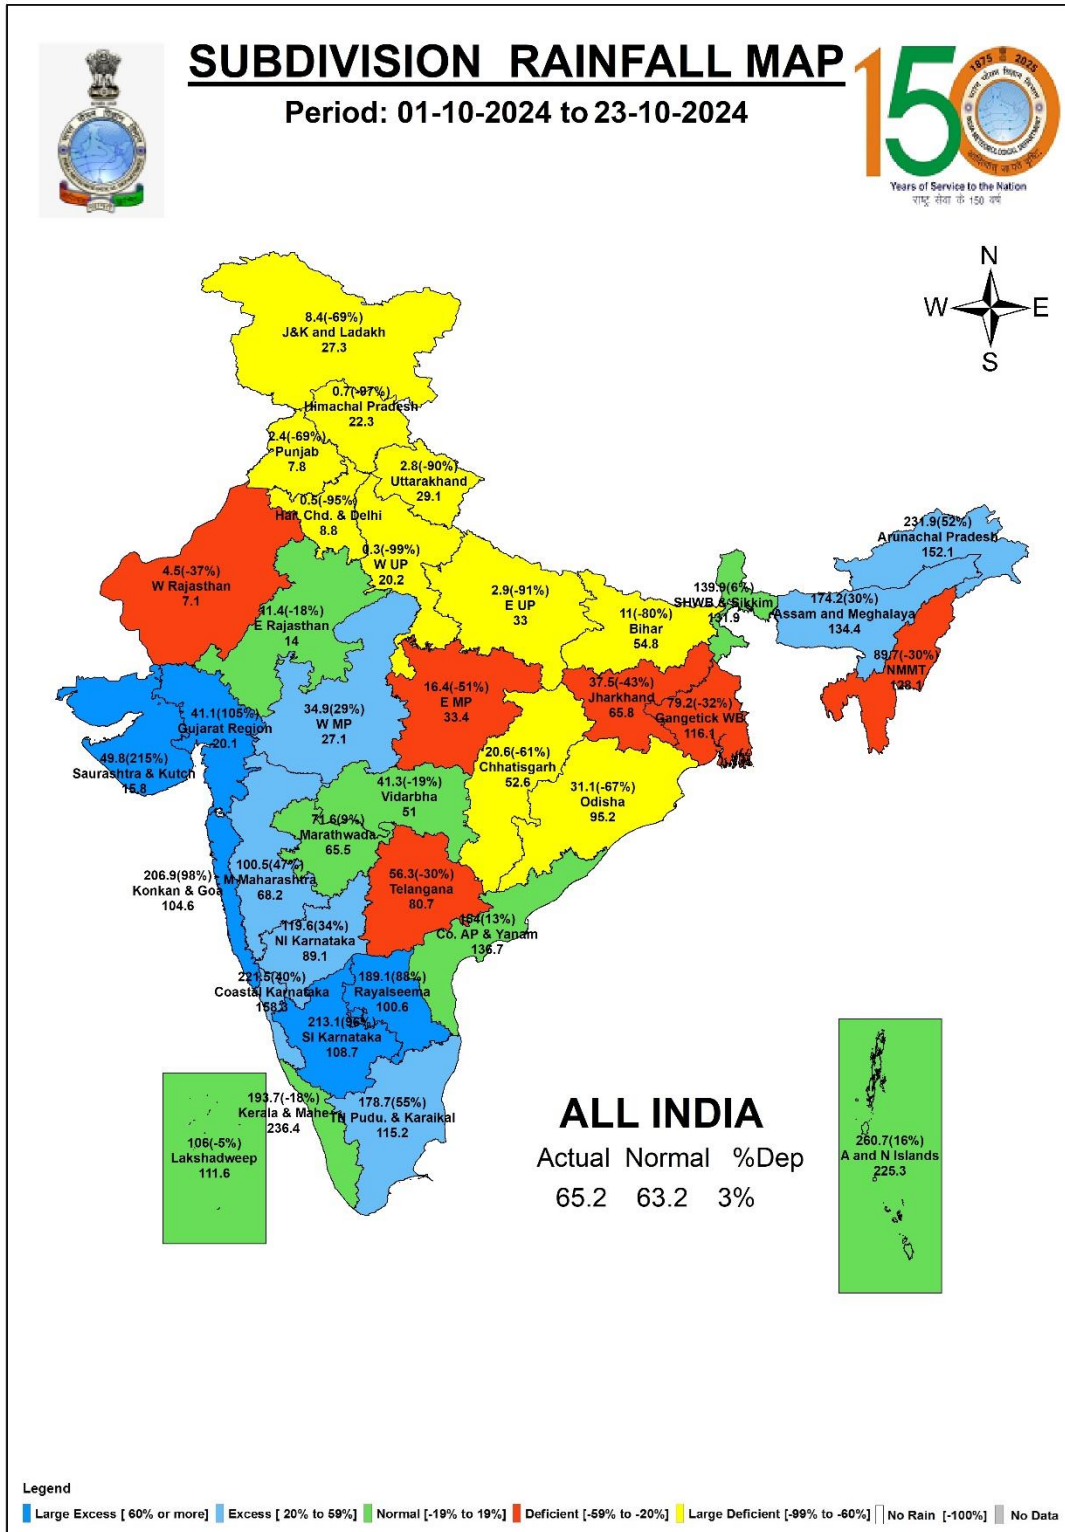 SUBDIVISION RAINFALL MAP
Period: 01-10-2024 to 23-10-2024
1875 2025
150
INDIA METEOROLOGICAL DEPARTMENT
Years of Service to the Nation
राष्ट्र सेवा के 150 वर्ष
N
W E
S
8.4(-69%)
J&K and Ladakh
27.3
0.7(-97%)
Himachal Pradesh
22.3
2.4(-69%)
Punjab
7.8
2.8(-90%)
Uttarakhand
29.1
0.5(-95%)
Har. Chd. & Delhi
8.8
0.3(-99%)
W UP
20.2
4.5(-37%)
W Rajasthan
7.1
11.4(-18%)
E Rajasthan
14
2.9(-91%)
E UP
33
11(-80%)
Bihar
54.8
139.9(6%)
SHWB & Sikkim
131.9
231.9(52%)
Arunachal Pradesh
152.1
174.2(30%)
Assam and Meghalaya
134.4
89.7(-30%)
NMMT
128.1
41.1(105%)
Gujarat Region
20.1
49.8(215%)
Saurashtra & Kutch
15.8
34.9(29%)
W MP
27.1
16.4(-51%)
E MP
33.4
37.5(-43%)
Jharkhand
65.8
79.2(-32%)
Gangetick WB
116.1
20.6(-61%)
Chhatisgarh
52.6
31.1(-67%)
Odisha
95.2
41.3(-19%)
Vidarbha
51
71.6(9%)
Marathwada
65.5
100.5(47%)
M Maharashtra
68.2
206.9(98%)
Konkan & Goa
104.6
56.3(-30%)
Telangana
80.7
154(13%)
Co. AP & Yanam
136.7
119.6(34%)
NI Karnataka
89.1
221.5(40%)
Coastal Karnataka
158.3
189.1(88%)
Rayalseema
100.6
213.1(96%)
SI Karnataka
108.7
193.7(-18%)
Kerala & Mahe
236.4
178.7(55%)
TN Pudu. & Karaikal
115.2
106(-5%)
Lakshadweep
111.6
260.7(16%)
A and N Islands
225.3
ALL INDIA
Actual Normal %Dep
65.2 63.2 3%
Legend
Large Excess [ 60% or more] Excess [ 20% to 59%] Normal [-19% to 19%] Deficient [-59% to -20%] Large Deficient [-99% to -60%] No Rain [-100%] No Data